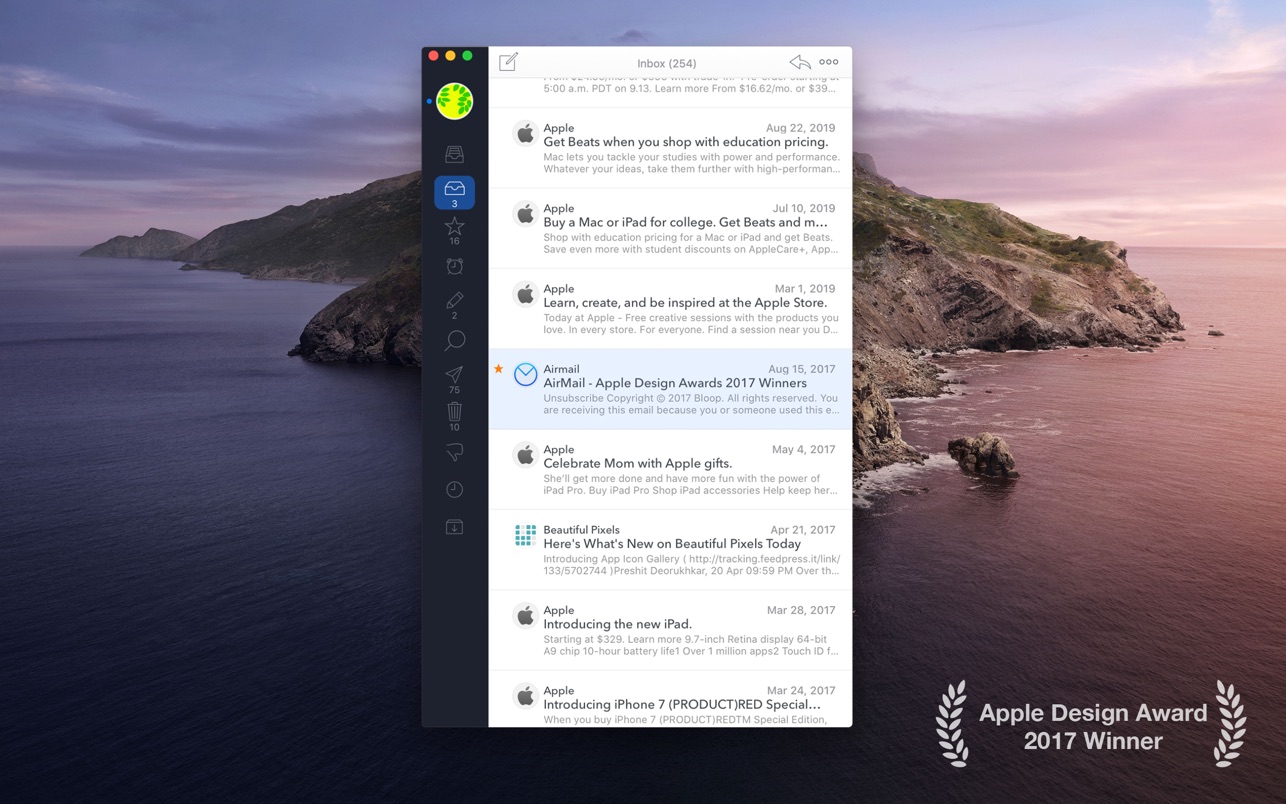 Inbox (254)
5:00 a.m. PDT on 9.13. Learn more From $16.62/mo. or $39...
Apple
Aug 22, 2019
Get Beats when you shop with education pricing.
Mac lets you tackle your studies with power and performance.
Whatever your ideas, take them further with high-performan...
Apple
Jul 10, 2019
Buy a Mac or iPad for college. Get Beats and m...
Shop with education pricing for a Mac or iPad and get Beats.
Save even more with student discounts on AppleCare+, App...
Apple
Mar 1, 2019
Learn, create, and be inspired at the Apple Store.
Today at Apple - Free creative sessions with the products you
love. In every store. For everyone. Find a session near you D...
Airmail
Aug 15, 2017
AirMail - Apple Design Awards 2017 Winners
Unsubscribe Copyright © 2017 Bloop. All rights reserved. You
are receiving this email because you or someone used this e...
Apple
May 4, 2017
Celebrate Mom with Apple gifts.
She'll get more done and have more fun with the power of
iPad Pro. Buy iPad Pro Shop iPad accessories Help keep her...
Beautiful Pixels
Apr 21, 2017
Here's What's New on Beautiful Pixels Today
Introducing App Icon Gallery ( http://tracking.feedpress.it/link/
133/5702744 )Preshit Deorukhkar, 20 Apr 09:59 PM Over th...
Apple
Mar 28, 2017
Introducing the new iPad.
Starting at $329. Learn more 9.7-inch Retina display 64-bit
A9 chip 10-hour battery life1 Over 1 million apps2 Touch ID f...
Apple
Mar 24, 2017
Introducing iPhone 7 (PRODUCT)RED Special...
When you buy iPhone 7 (PRODUCT)REDTM Special Edition,
3
16
2
75
10
Apple Design Award
2017 Winner